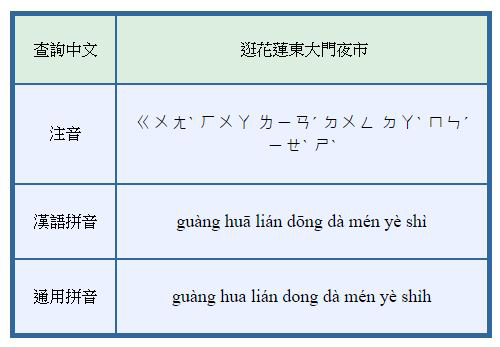 查詢中文 逛花蓮東大門夜市
注音 ㄍㄨㄤˋ ㄏㄨㄚ ㄌㄧㄢˊ ㄉㄨㄥ ㄉㄚˋ ㄇㄣˊ
ㄧㄝˋ ㄕˋ
漢語拼音 guàng huā lián dōng dà mén yè shì
通用拼音 guàng hua lián dong dà mén yè shìh